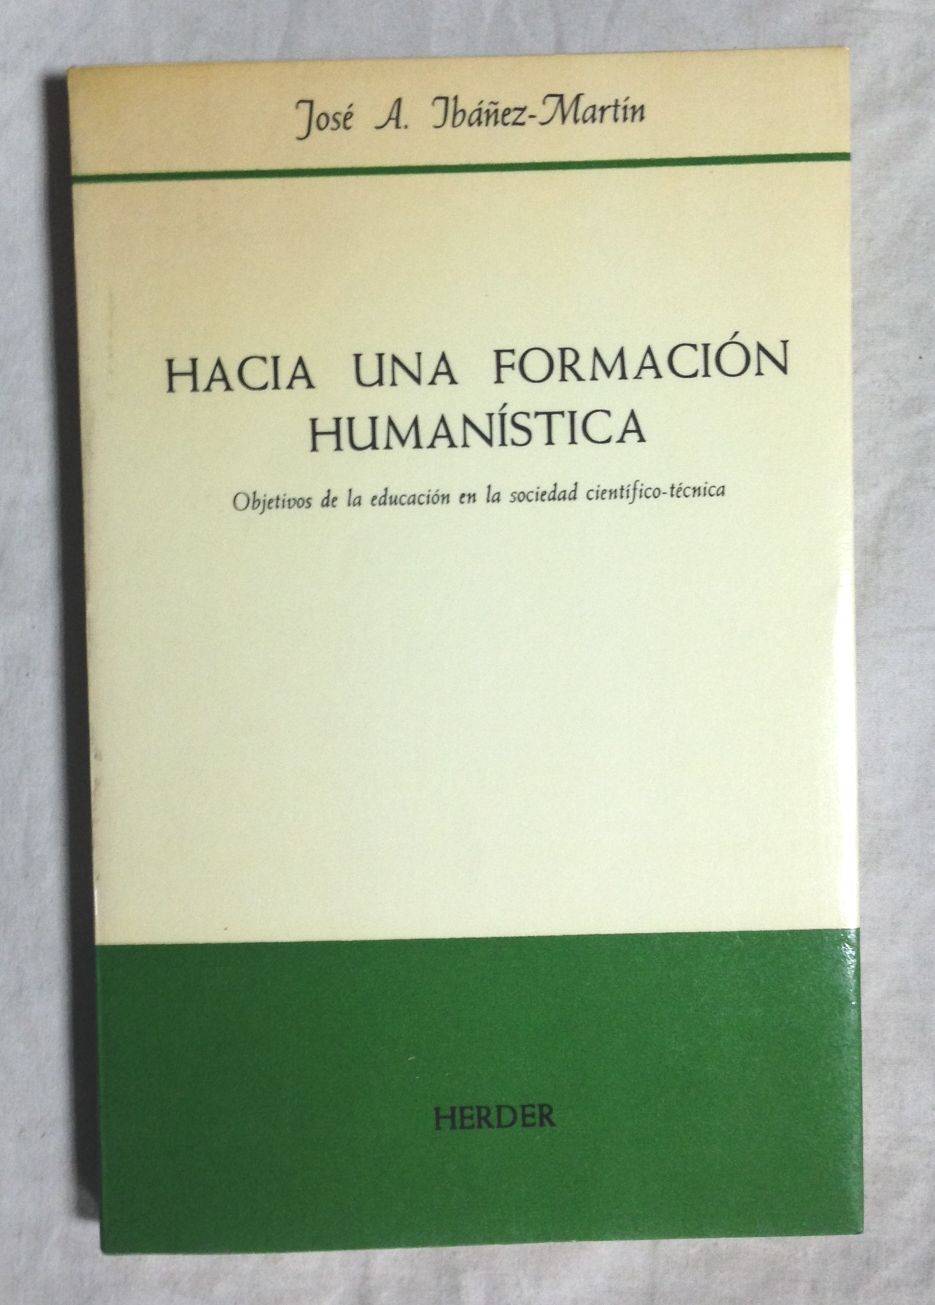 José A. Ibáñez-Martín
HACIA UNA FORMACIÓN
HUMANÍSTICA
Objetivos de la educación en la sociedad científico-técnica
HERDER